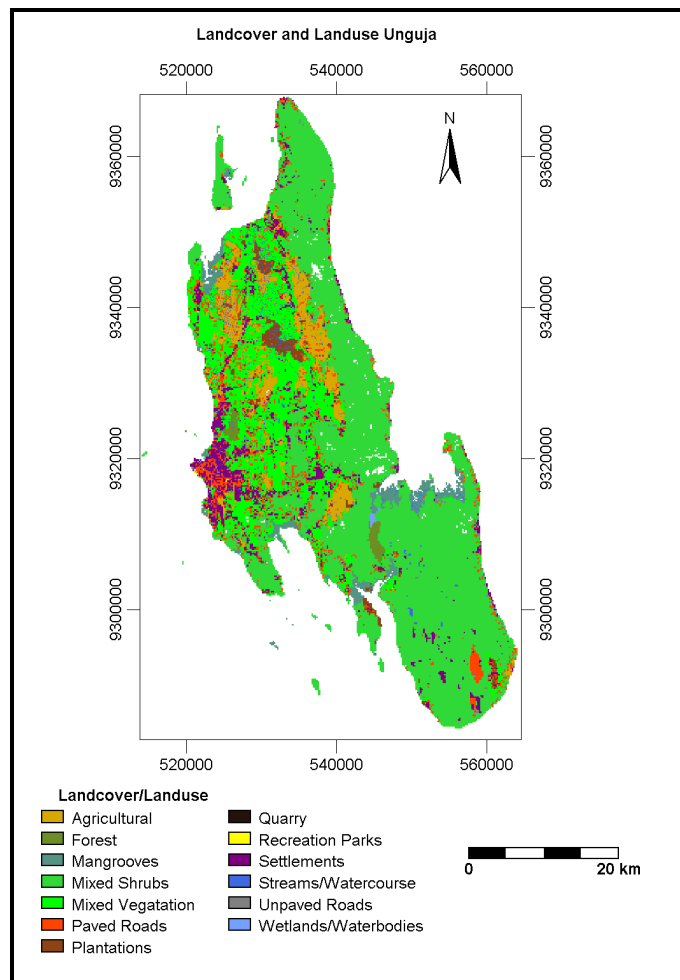 Landcover and Landuse Unguja
520000 540000 560000
N
9360000 9360000
9340000 9340000
9320000 9320000
9300000 9300000
520000 540000 560000
Landcover/Landuse
Agricultural
Forest
Mangrooves
Mixed Shrubs
Mixed Vegatation
Paved Roads
Plantations
Quarry
Recreation Parks
Settlements
Streams/Watercourse
Unpaved Roads
Wetlands/Waterbodies
0 20 km